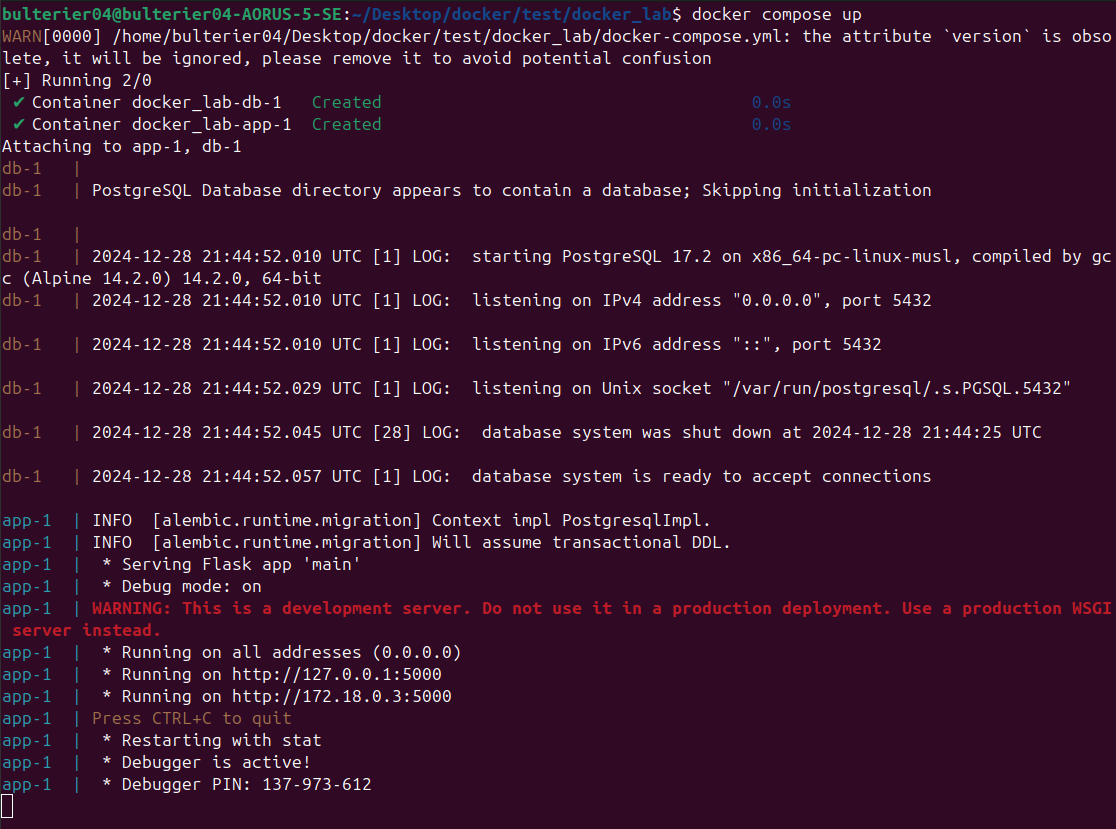 bulterier04@bulterier04-AORUS-5-SE:~/Desktop/docker/test/docker_lab$ docker compose up
WARN[0000] /home/bulterier04/Desktop/docker/test/docker_lab/docker-compose.yml: the attribute `version` is obso
lete, it will be ignored, please remove it to avoid potential confusion
[+] Running 2/0
 ✔ Container docker_lab-db-1   Created                                     0.0s
 ✔ Container docker_lab-app-1  Created                                     0.0s
Attaching to app-1, db-1
db-1   |
db-1   | PostgreSQL Database directory appears to contain a database; Skipping initialization
db-1   |
db-1   | 2024-12-28 21:44:52.010 UTC [1] LOG:  starting PostgreSQL 17.2 on x86_64-pc-linux-musl, compiled by gc
c (Alpine 14.2.0) 14.2.0, 64-bit
db-1   | 2024-12-28 21:44:52.010 UTC [1] LOG:  listening on IPv4 address "0.0.0.0", port 5432
db-1   | 2024-12-28 21:44:52.010 UTC [1] LOG:  listening on IPv6 address "::", port 5432
db-1   | 2024-12-28 21:44:52.029 UTC [1] LOG:  listening on Unix socket "/var/run/postgresql/.s.PGSQL.5432"
db-1   | 2024-12-28 21:44:52.045 UTC [28] LOG:  database system was shut down at 2024-12-28 21:44:25 UTC
db-1   | 2024-12-28 21:44:52.057 UTC [1] LOG:  database system is ready to accept connections
app-1  | INFO  [alembic.runtime.migration] Context impl PostgresqlImpl.
app-1  | INFO  [alembic.runtime.migration] Will assume transactional DDL.
app-1  |  * Serving Flask app 'main'
app-1  |  * Debug mode: on
app-1  | WARNING: This is a development server. Do not use it in a production deployment. Use a production WSGI
 server instead.
app-1  |  * Running on all addresses (0.0.0.0)
app-1  |  * Running on http://127.0.0.1:5000
app-1  |  * Running on http://172.18.0.3:5000
app-1  | Press CTRL+C to quit
app-1  |  * Restarting with stat
app-1  |  * Debugger is active!
app-1  |  * Debugger PIN: 137-973-612